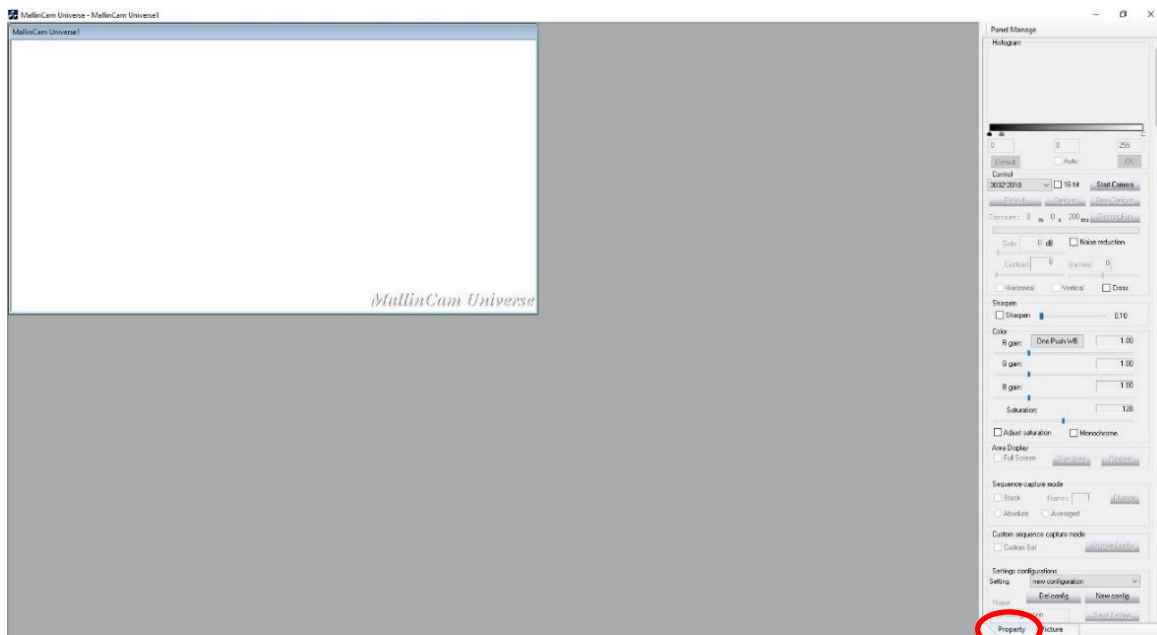 MallinCam Universe - MallinCam Universe1
MallinCam Universe1
MallinCam Universe
Panel Manage
Histogram
0 0 255
Default Auto OK
Control
3032*2018 16 bit Start Camera
Exposure: 0 m 0 s 200 ms
Gain 0 dB Noise reduction
Contrast 0 Gamma 0
Horizontal Vertical Cross
Sharpen
Sharpen 0.10
Color
R gain: One Push WB 1.00
G gain: 1.00
B gain: 1.00
Saturation: 128
Adjust saturation Monochrome
Area Display
Full Screen
Sequence capture mode
Stack Frames: 1 Change
Absolute Averaged
Custom sequence capture mode
Custom Set
Settings configurations
Setting new configuration
Del config New config
Name
Property Picture